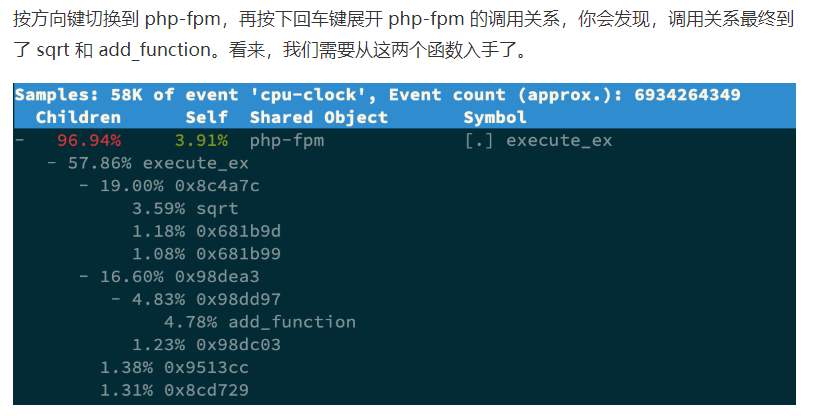 按方向键切换到 php-fpm，再按下回车键展开 php-fpm 的调用关系，你会发现，调用关系最终到
了 sqrt 和 add_function。看来，我们需要从这两个函数入手了。
Samples: 58K of event 'cpu-clock', Event count (approx.): 6934264349
Children Self Shared Object Symbol
- 96.94% 3.91% php-fpm [.] execute_ex
- 57.86% execute_ex
- 19.00% 0x8c4a7c
3.59% sqrt
1.18% 0x681b9d
1.08% 0x681b99
- 16.60% 0x98dea3
- 4.83% 0x98dd97
4.78% add_function
1.23% 0x98dc03
1.38% 0x9513cc
1.31% 0x8cd729